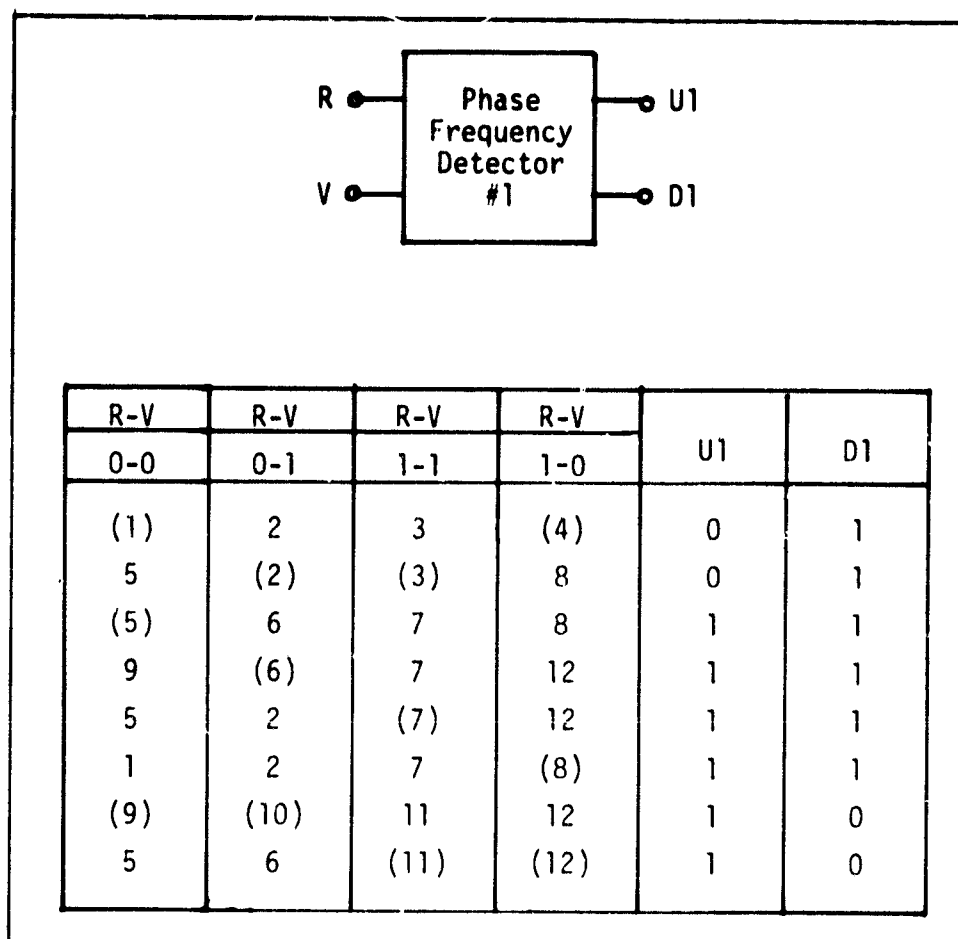 R Phase U1
Frequency
Detector
V #1 D1
R-V R-V R-V R-V U1 D1
0-0 0-1 1-1 1-0
(1) 2 3 (4) 0 1
5 (2) (3) 8 0 1
(5) 6 7 8 1 1
9 (6) 7 12 1 1
5 2 (7) 12 1 1
1 2 7 (8) 1 1
(9) (10) 11 12 1 0
5 6 (11) (12) 1 0